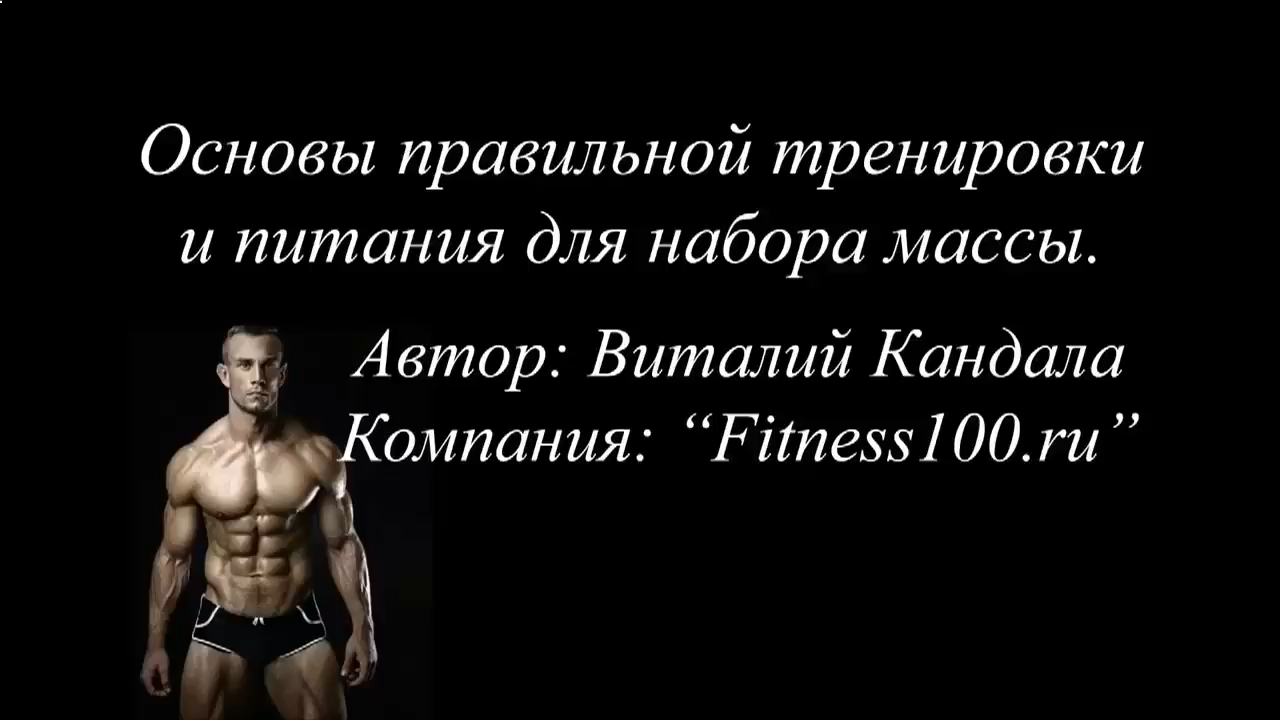 Основы правильной тренировки
и питания для набора массы.
Автор: Виталий Кандала
Компания: “Fitness100.ru”